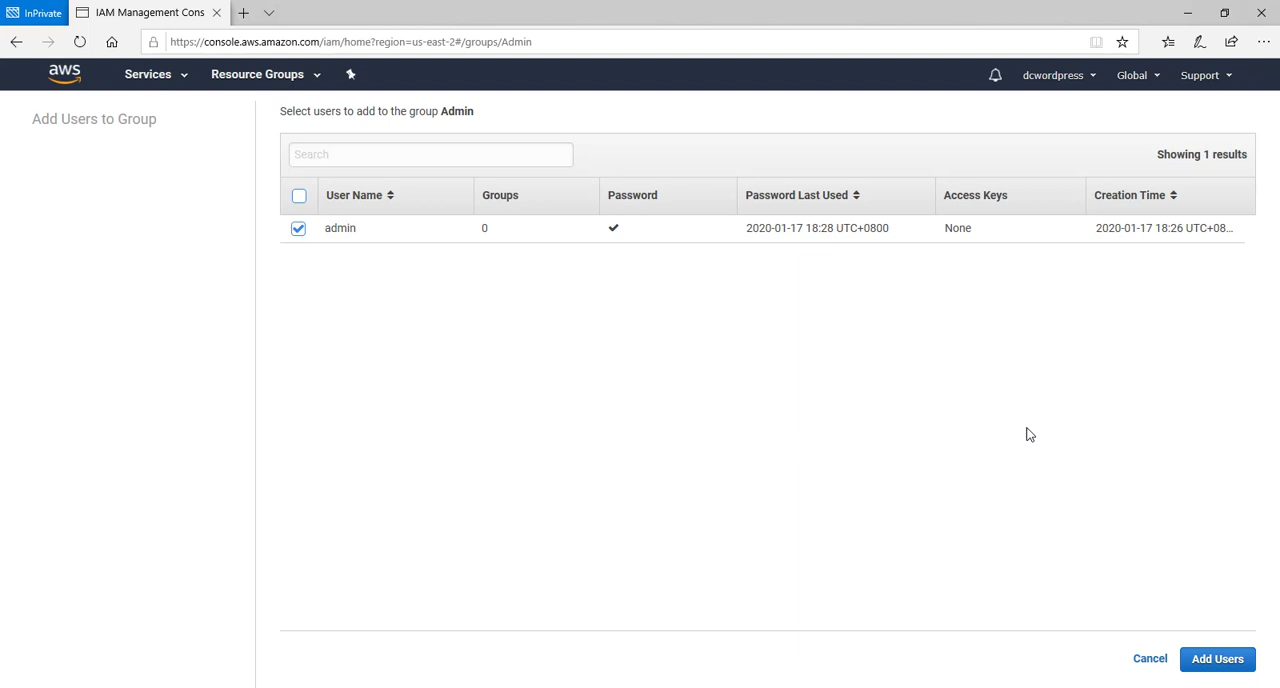 InPrivate
IAM Management Cons
https://console.aws.amazon.com/iam/home?region=us-east-2#/groups/Admin
aws Services Resource Groups dcwordpress Global Support
Add Users to Group
Select users to add to the group Admin
Search
Showing 1 results
User Name Groups Password Password Last Used Access Keys Creation Time
admin 0 2020-01-17 18:28 UTC+0800 None 2020-01-17 18:26 UTC+08...
Cancel Add Users